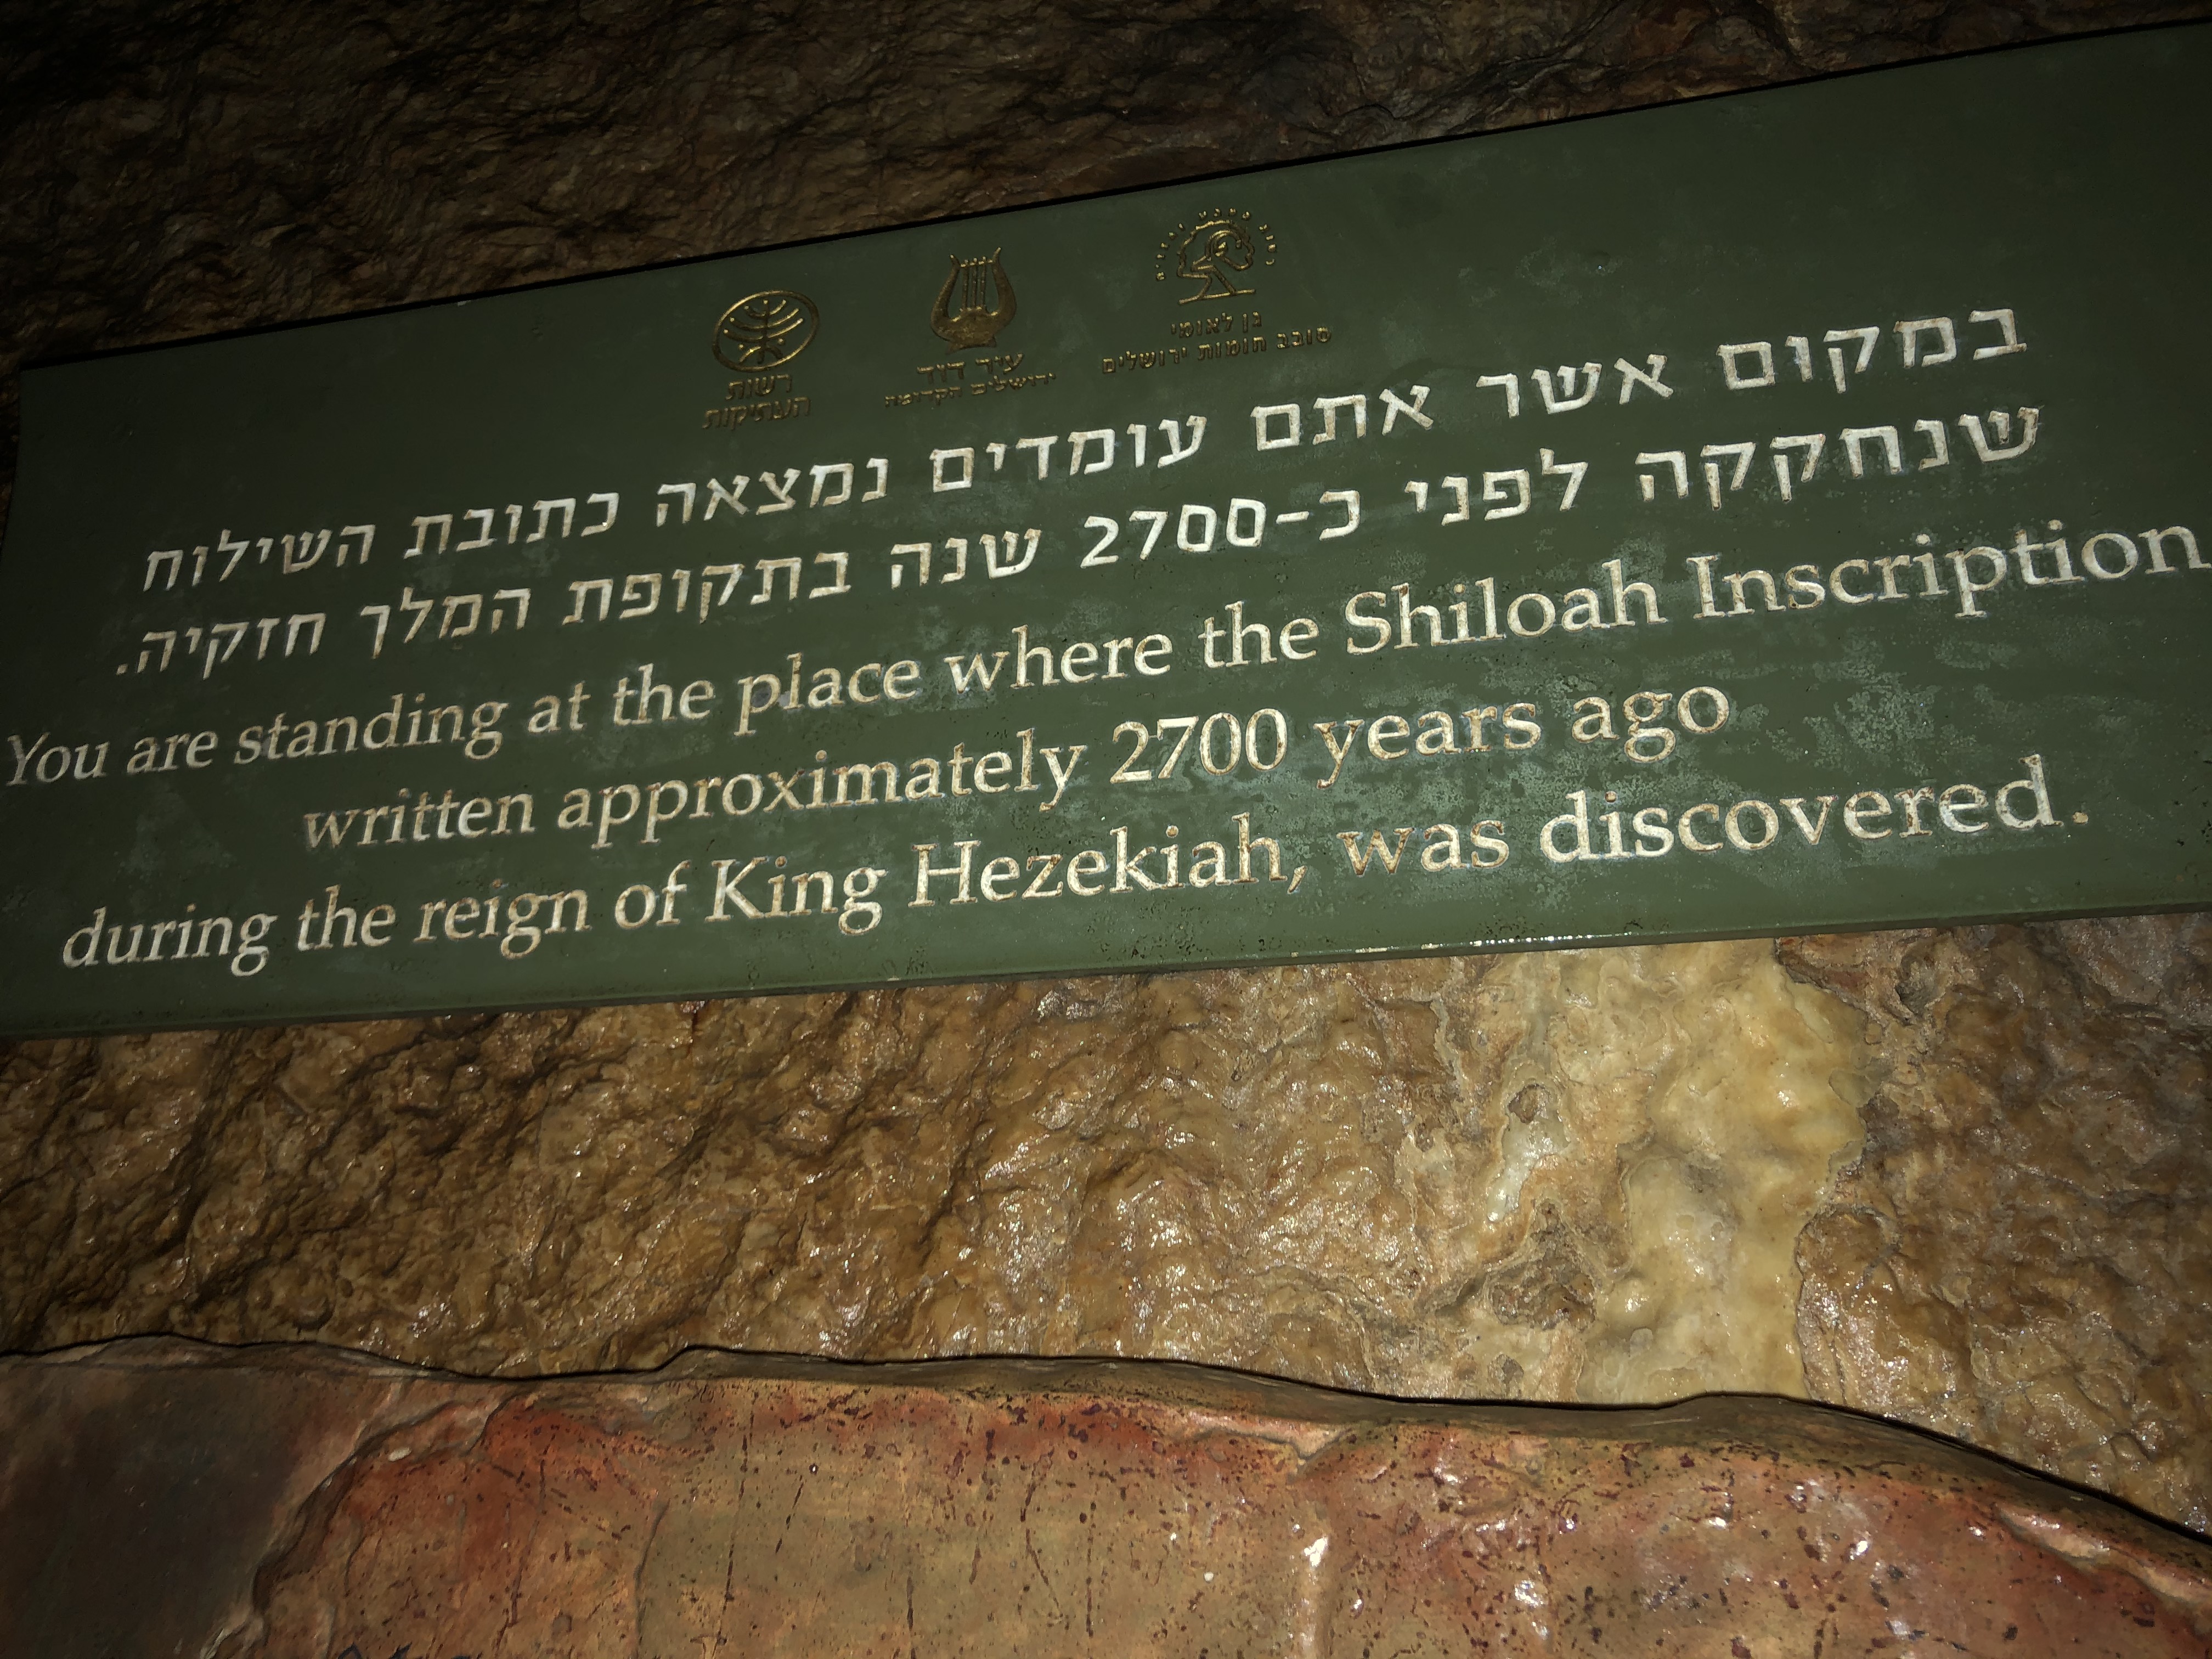 רשות
העתיקות
עיר דוד
ירושלים הקדומה
גן לאומי
סובב חומות ירושלים
במקום אשר אתם עומדים נמצאה כתובת השילוח
שנחקקה לפני כ-2700 שנה בתקופת המלך חזקיה.
You are standing at the place where the Shiloah Inscription
written approximately 2700 years ago
during the reign of King Hezekiah, was discovered.